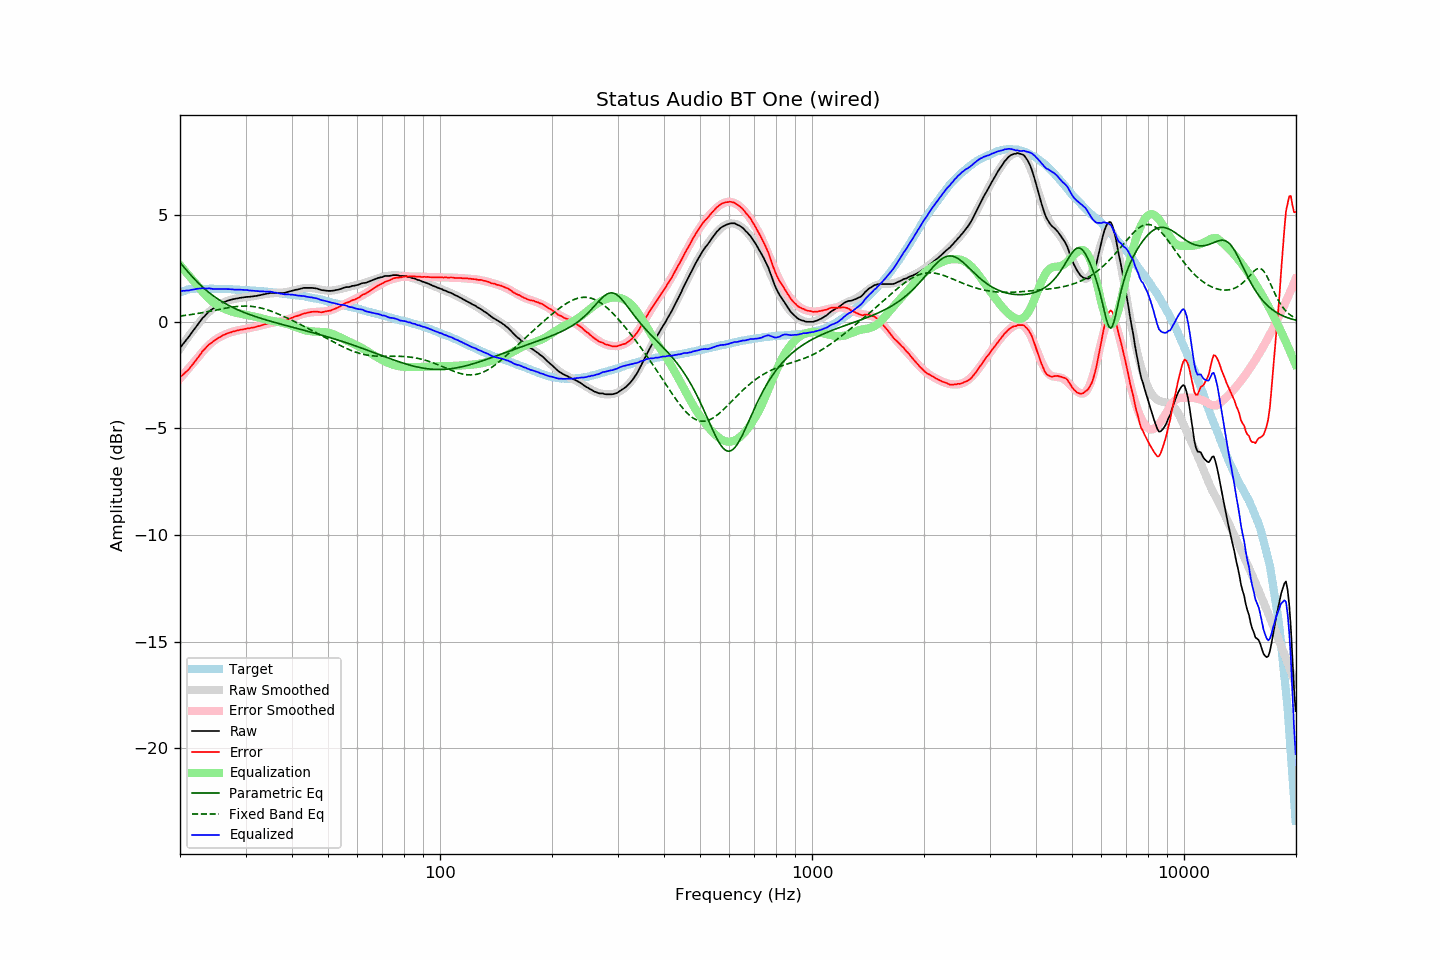 Status Audio BT One (wired)
Amplitude (dBr)
5
0
−5
−10
−15
−20
Target
Raw Smoothed
Error Smoothed
Raw
Error
Equalization
Parametric Eq
Fixed Band Eq
Equalized
100
1000
10000
Frequency (Hz)